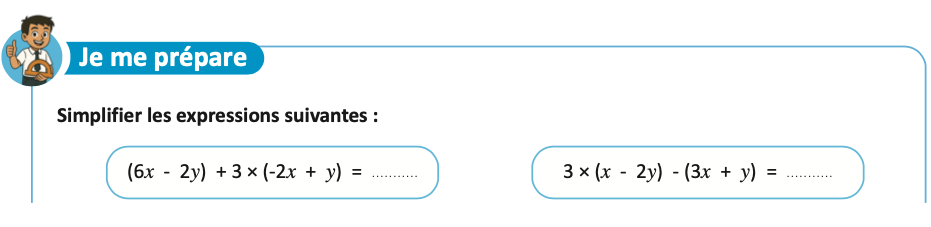 Je me prépare
Simplifier les expressions suivantes :
(6x - 2y) + 3 × (-2x + y) = ...........
3 × (x - 2y) - (3x + y) = ...........